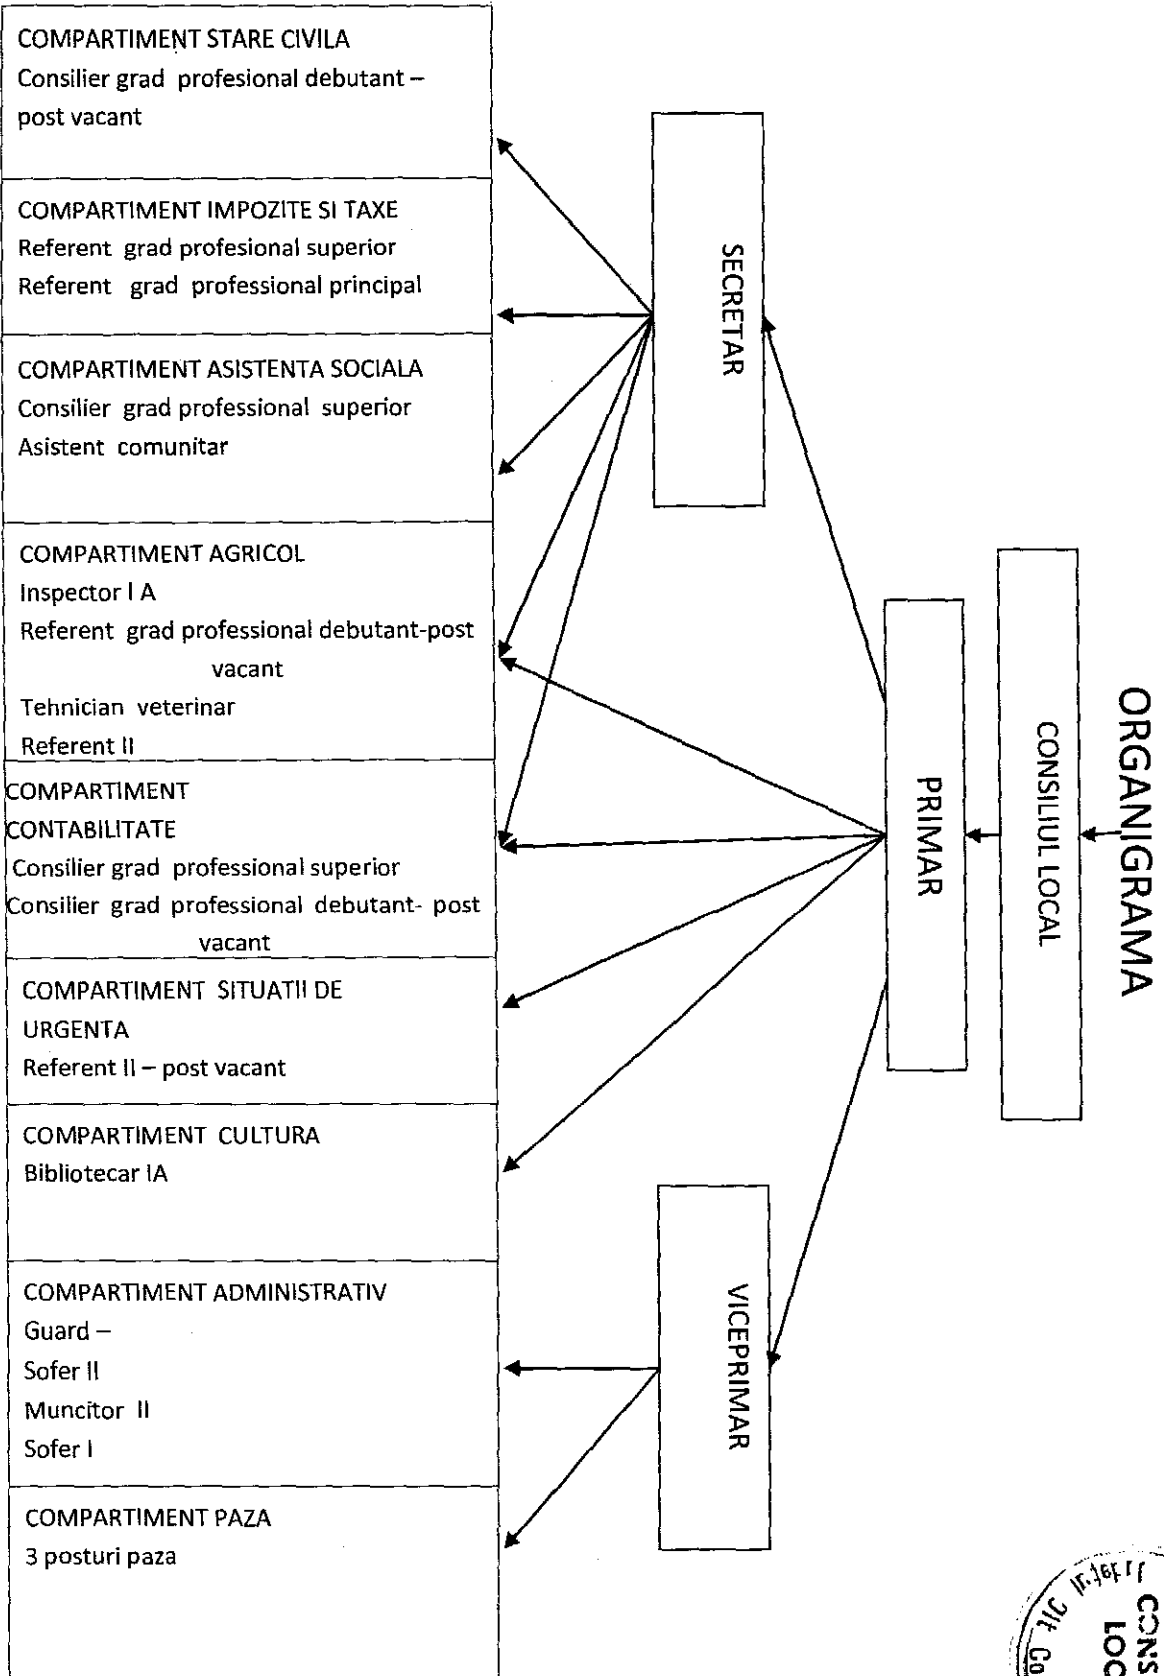 ORGANIGRAMA
CONSILIUL LOCAL
PRIMAR
SECRETAR
VICEPRIMAR
COMPARTIMENT STARE CIVILA
Consilier grad profesional debutant –
post vacant
COMPARTIMENT IMPOZITE SI TAXE
Referent grad profesional superior
Referent grad professional principal
COMPARTIMENT ASISTENTA SOCIALA
Consilier grad professional superior
Asistent comunitar
COMPARTIMENT AGRICOL
Inspector I A
Referent grad professional debutant-post
vacant
Tehnician veterinar
Referent II
COMPARTIMENT
CONTABILITATE
Consilier grad professional superior
Consilier grad professional debutant- post
vacant
COMPARTIMENT SITUATII DE
URGENTA
Referent II – post vacant
COMPARTIMENT CULTURA
Bibliotecar IA
COMPARTIMENT ADMINISTRATIV
Guard –
Sofer II
Muncitor II
Sofer I
COMPARTIMENT PAZA
3 posturi paza
CONS
LOC